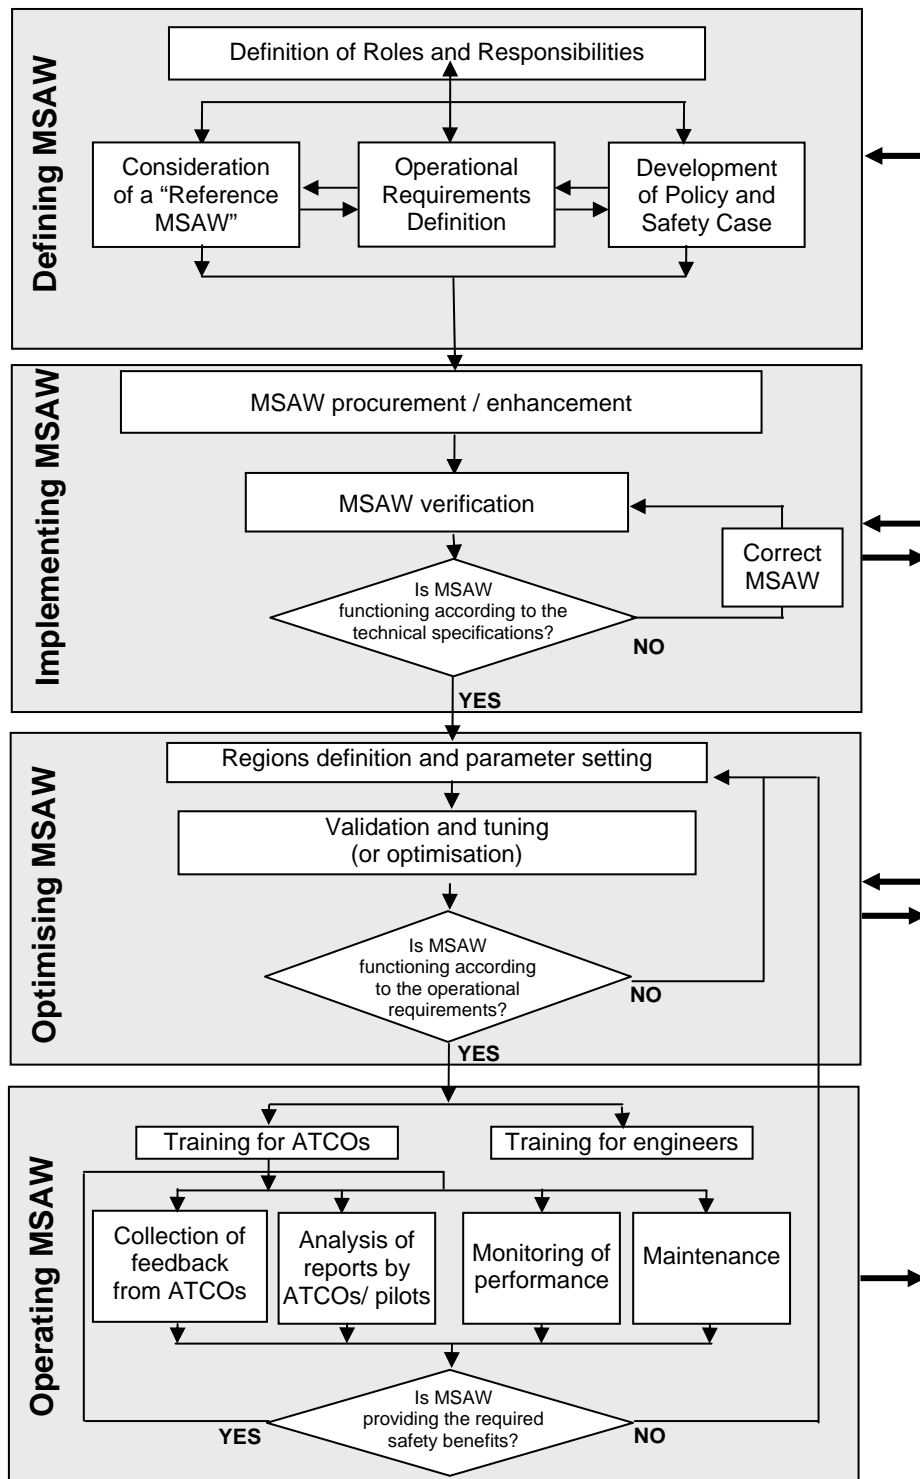 Defining MSAW
Definition of Roles and Responsibilities
Consideration
of a “Reference
MSAW”
Operational
Requirements
Definition
Development
of Policy and
Safety Case
Implementing MSAW
MSAW procurement / enhancement
MSAW verification
Correct
MSAW
Is MSAW
functioning according to the
technical specifications?
NO
YES
Optimising MSAW
Regions definition and parameter setting
Validation and tuning
(or optimisation)
Is MSAW
functioning according
to the operational
requirements?
NO
YES
Operating MSAW
Training for ATCOs
Training for engineers
Collection of
feedback
from ATCOs
Analysis of
reports by
ATCOs/ pilots
Monitoring of
performance
Maintenance
Is MSAW
providing the required
safety benefits?
YES
NO